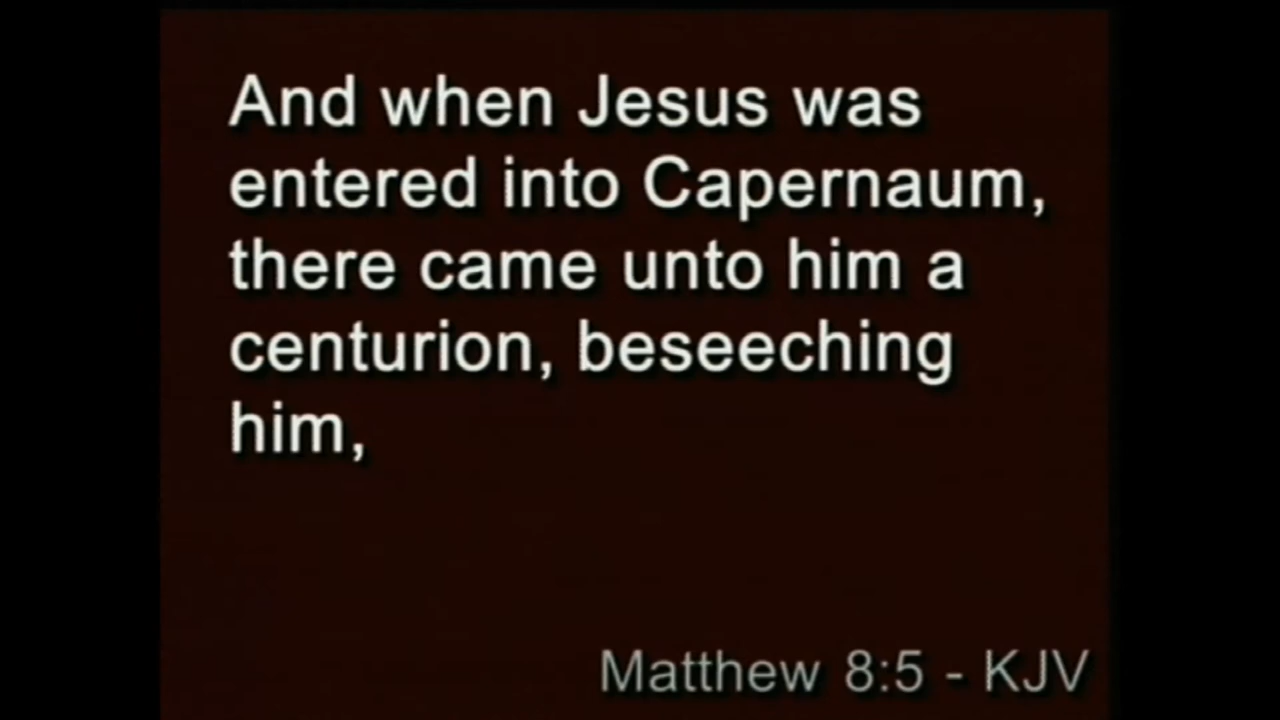 And when Jesus was
entered into Capernaum,
there came unto him a
centurion, beseeching
him,
Matthew 8:5 - KJV